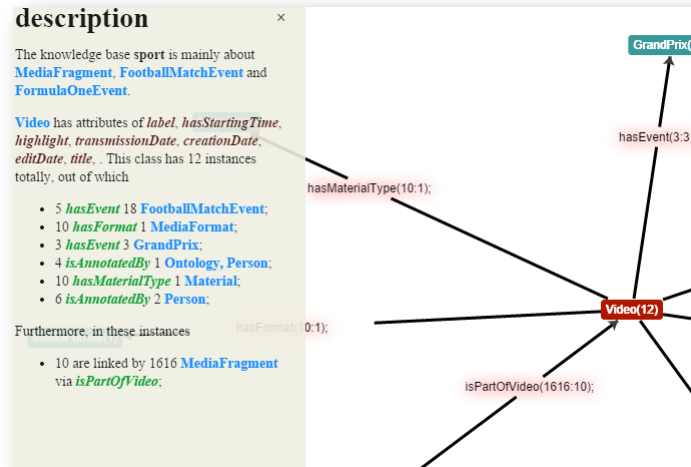 description ×
The knowledge base sport is mainly about
MediaFragment, FootballMatchEvent and
FormulaOneEvent.
Video has attributes of label, hasStartingTime,
highlight, transmissionDate, creationDate,
editDate, title, . This class has 12 instances
totally, out of which
• 5 hasEvent 18 FootballMatchEvent;
• 10 hasFormat 1 MediaFormat;
• 3 hasEvent 3 GrandPrix;
• 4 isAnnotatedBy 1 Ontology, Person;
• 10 hasMaterialType 1 Material;
• 6 isAnnotatedBy 2 Person;
Furthermore, in these instances
• 10 are linked by 1616 MediaFragment
via isPartOfVideo;
GrandPrix(
hasEvent(3:3
hasMaterialType(10:1);
Video(12)
hasFormat(10:1);
isPartOfVideo(1616:10);